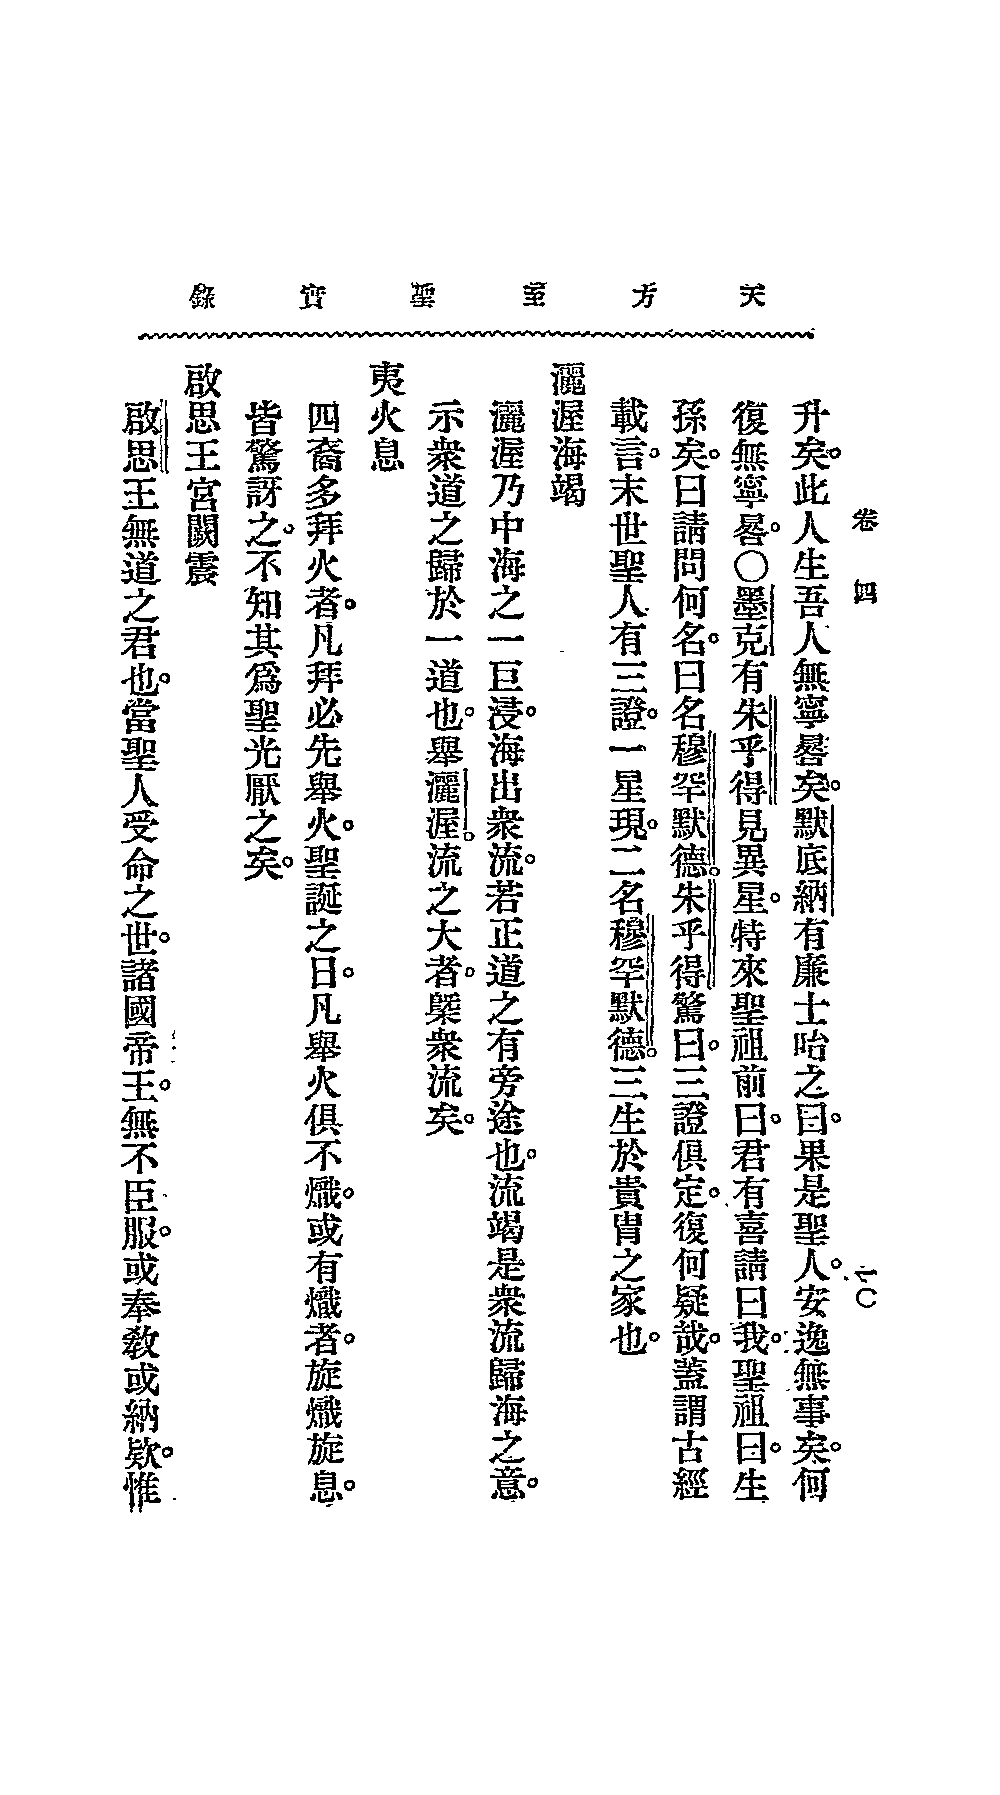 天方至聖實錄
卷四
一〇
升矣。此人生吾人無寧晷矣。默底納有廉士咍之曰。果是聖人。安逸無事矣。何
復無寧晷。〇墨克有朱乎得見異星。特來聖祖前曰。君有喜請曰我。聖祖曰。生
孫矣。曰請問何名。曰名穆罕默德。朱乎得驚曰。三證俱定。復何疑哉。蓋謂古經
載言。末世聖人有三證。一星現。二名穆罕默德。三生於貴胄之家也。
灑渥海竭
灑渥乃中海之一巨浸。海出衆流。若正道之有旁途也。流竭是衆流歸海之意。
示衆道之歸於一道也。舉灑渥。流之大者。槩衆流矣。
夷火息
四裔多拜火者。凡拜必先舉火。聖誕之日。凡舉火俱不熾。或有熾者。旋熾旋息。
皆驚訝之。不知其爲聖光厭之矣。
啟思王宮闕震
啟思王無道之君也。當聖人受命之世。諸國帝王。無不臣服。或奉敎或納欵。惟